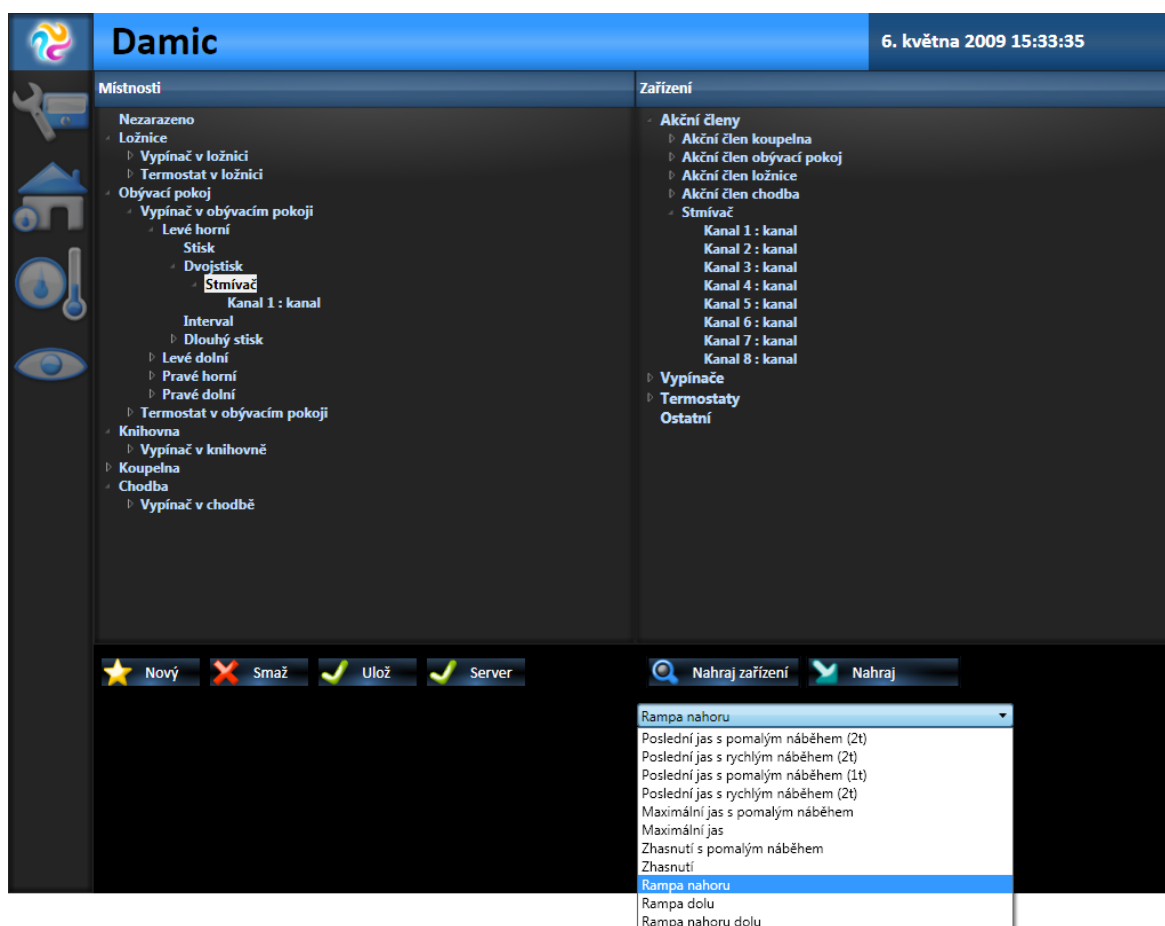 Damic
6. května 2009 15:33:35
Místnosti
Nezarazeno
Ložnice
Vypínač v ložnici
Termostat v ložnici
Obývací pokoj
Vypínač v obývacím pokoji
Levé horní
Stisk
Dvojstisk
Stmívač
Kanal 1 : kanal
Interval
Dlouhý stisk
Levé dolní
Pravé horní
Pravé dolní
Termostat v obývacím pokoji
Knihovna
Vypínač v knihovně
Koupelna
Chodba
Vypínač v chodbě
Zařízení
Akční členy
Akční člen koupelna
Akční člen obývací pokoj
Akční člen ložnice
Akční člen chodba
Stmívač
Kanal 1 : kanal
Kanal 2 : kanal
Kanal 3 : kanal
Kanal 4 : kanal
Kanal 5 : kanal
Kanal 6 : kanal
Kanal 7 : kanal
Kanal 8 : kanal
Vypínače
Termostaty
Ostatní
Nový Smaž Ulož Server
Nahraj zařízení Nahraj
Rampa nahoru
Poslední jas s pomalým náběhem (2t)
Poslední jas s rychlým náběhem (2t)
Poslední jas s pomalým náběhem (1t)
Poslední jas s rychlým náběhem (2t)
Maximální jas s pomalým náběhem
Maximální jas
Zhasnutí s pomalým náběhem
Zhasnutí
Rampa nahoru
Rampa dolu
Rampa nahoru dolu